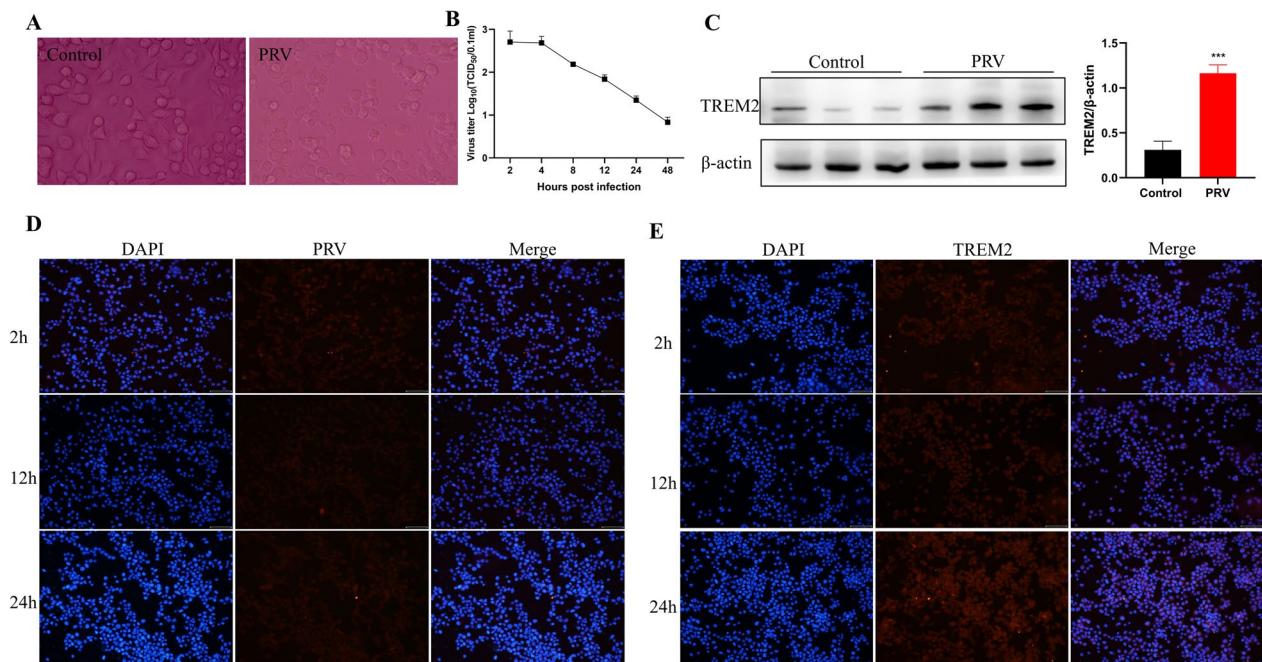 A
Control
PRV
B
Virus titer Log10(TCID50/0.1ml)
3
2
1
0
2 4 8 12 24 48
Hours post infection
C
Control PRV
TREM2
β-actin
TREM2/β-actin
1.5
1.0
0.5
0.0
***
Control PRV
D
DAPI PRV Merge
2h
12h
24h
E
DAPI TREM2 Merge
2h
12h
24h